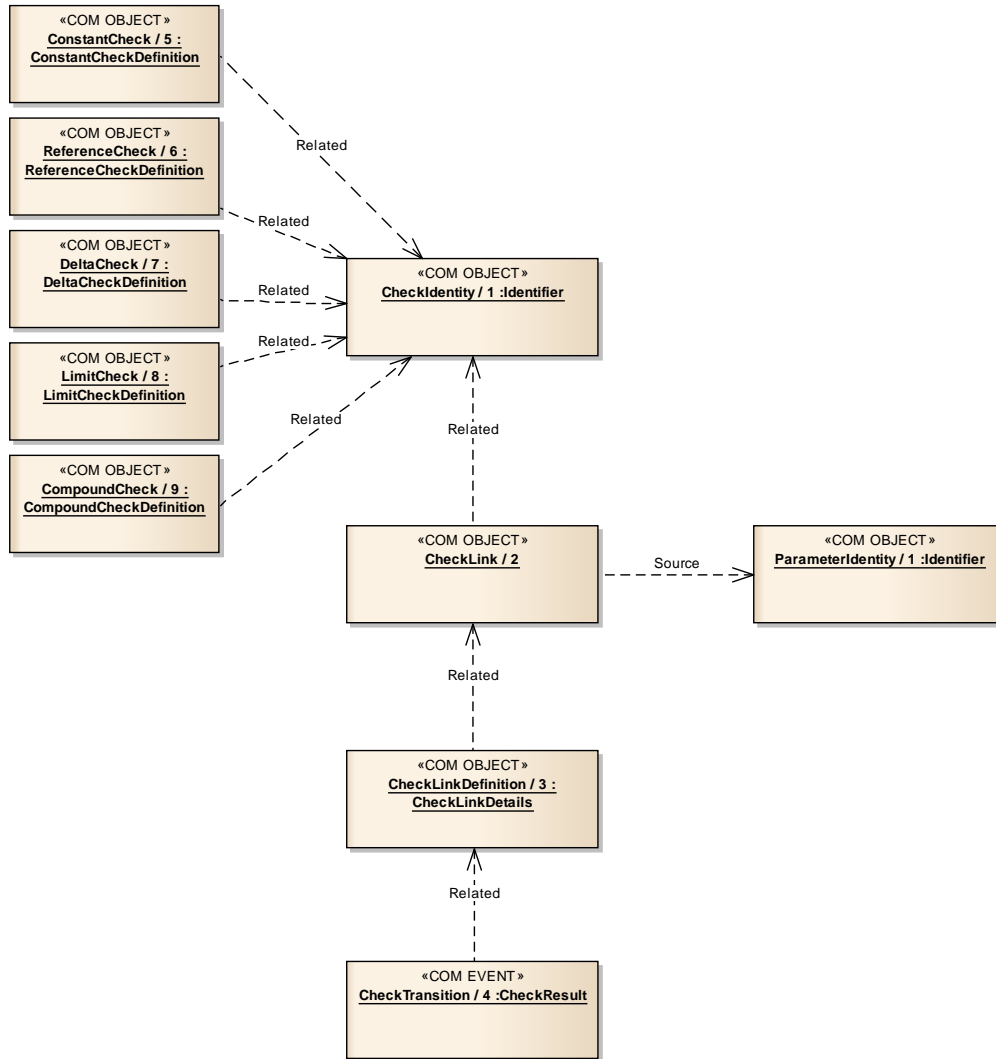 «COM OBJECT»
ConstantCheck / 5 :
ConstantCheckDefinition
«COM OBJECT»
ReferenceCheck / 6 :
ReferenceCheckDefinition
«COM OBJECT»
DeltaCheck / 7 :
DeltaCheckDefinition
«COM OBJECT»
LimitCheck / 8 :
LimitCheckDefinition
«COM OBJECT»
CompoundCheck / 9 :
CompoundCheckDefinition
Related
Related
Related
Related
Related
«COM OBJECT»
CheckIdentity / 1 :Identifier
Related
«COM OBJECT»
CheckLink / 2
Source
«COM OBJECT»
ParameterIdentity / 1 :Identifier
Related
«COM OBJECT»
CheckLinkDefinition / 3 :
CheckLinkDetails
Related
«COM EVENT»
CheckTransition / 4 :CheckResult